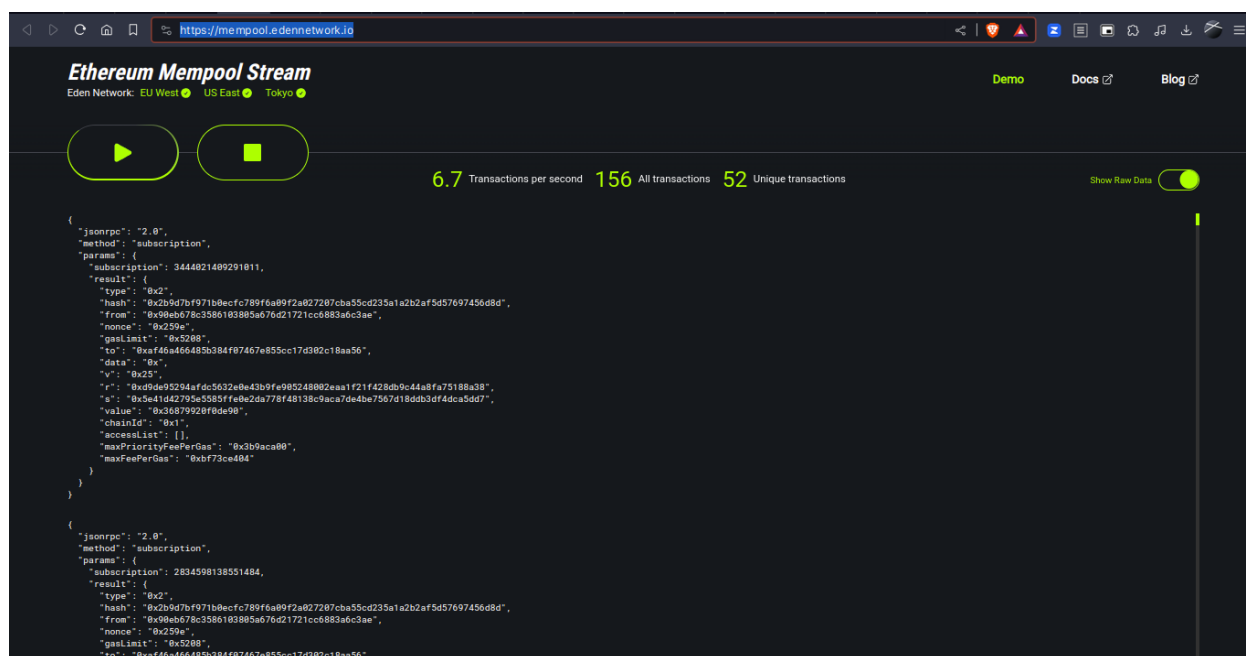 https://mempool.edennetwork.io
Ethereum Mempool Stream
Eden Network: EU West US East Tokyo
Demo Docs Blog
6.7 Transactions per second 156 All transactions 52 Unique transactions
Show Raw Data
{
"jsonrpc": "2.0",
"method": "subscription",
"params": {
"subscription": 3444021409291011,
"result": {
"type": "0x2",
"hash": "0x2b9d7bf971b0ecfc789f6a09f2a027207cba55cd235a1a2b2af5d57697456d8d",
"from": "0x90eb678c3586103805a676d21721cc6883a6c3ae",
"nonce": "0x259e",
"gasLimit": "0x5208",
"to": "0xaf46a466485b384f07467e855cc17d302c18aa56",
"data": "0x",
"v": "0x25",
"r": "0xd9de95294afdc5632e0e43b9fe905248002eaa1f21f428db9c44a8fa75188a38",
"s": "0x5e41d42795e5585ffe0e2da778f48138c9aca7de4be7567d18ddb3df4dca5dd7",
"value": "0x36879920f0de90",
"chainId": "0x1",
"accessList": [],
"maxPriorityFeePerGas": "0x3b9aca00",
"maxFeePerGas": "0xbf73ce404"
}
}
}
{
"jsonrpc": "2.0",
"method": "subscription",
"params": {
"subscription": 2834598138551484,
"result": {
"type": "0x2",
"hash": "0x2b9d7bf971b0ecfc789f6a09f2a027207cba55cd235a1a2b2af5d57697456d8d",
"from": "0x90eb678c3586103805a676d21721cc6883a6c3ae",
"nonce": "0x259e",
"gasLimit": "0x5208",
"to": "0xaf46a466485b384f07467e855cc17d302c18aa56",